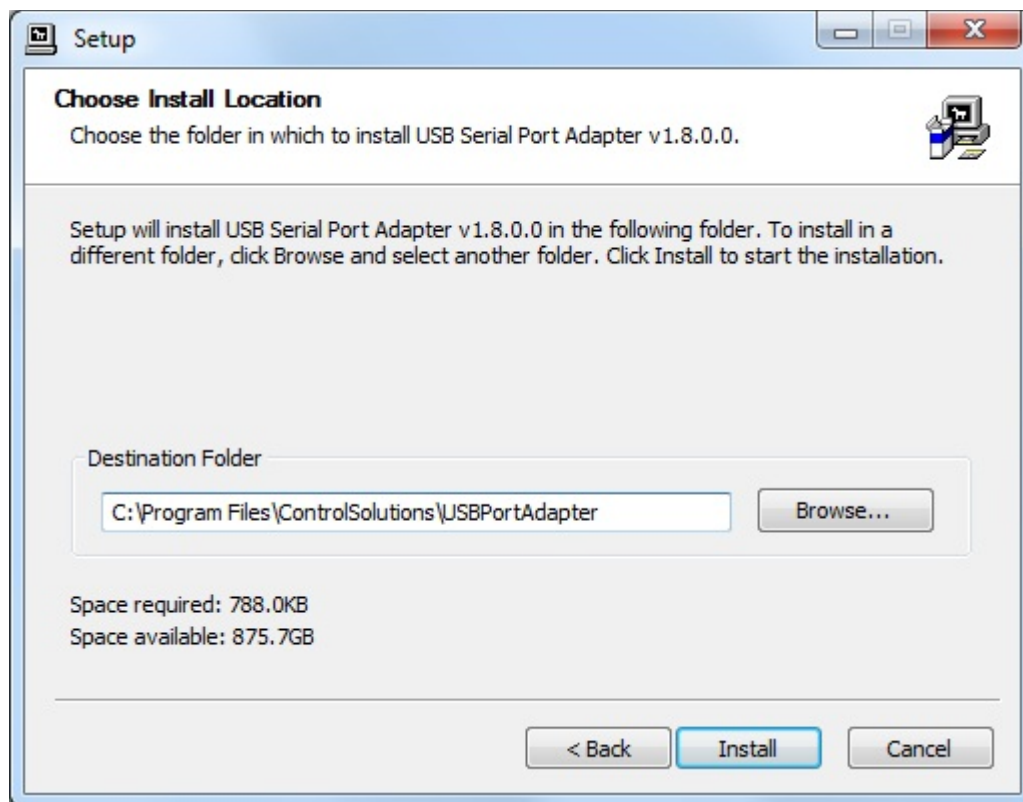 Setup
Choose Install Location
Choose the folder in which to install USB Serial Port Adapter v1.8.0.0.
Setup will install USB Serial Port Adapter v1.8.0.0 in the following folder. To install in a
different folder, click Browse and select another folder. Click Install to start the installation.
Destination Folder
C:\Program Files\ControlSolutions\USBPortAdapter
Browse...
Space required: 788.0KB
Space available: 875.7GB
< Back
Install
Cancel